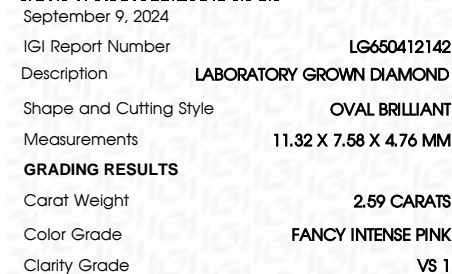 September 9, 2024
IGI Report Number LG650412142
Description LABORATORY GROWN DIAMOND
Shape and Cutting Style OVAL BRILLIANT
Measurements 11.32 X 7.58 X 4.76 MM
GRADING RESULTS
Carat Weight 2.59 CARATS
Color Grade FANCY INTENSE PINK
Clarity Grade VS 1